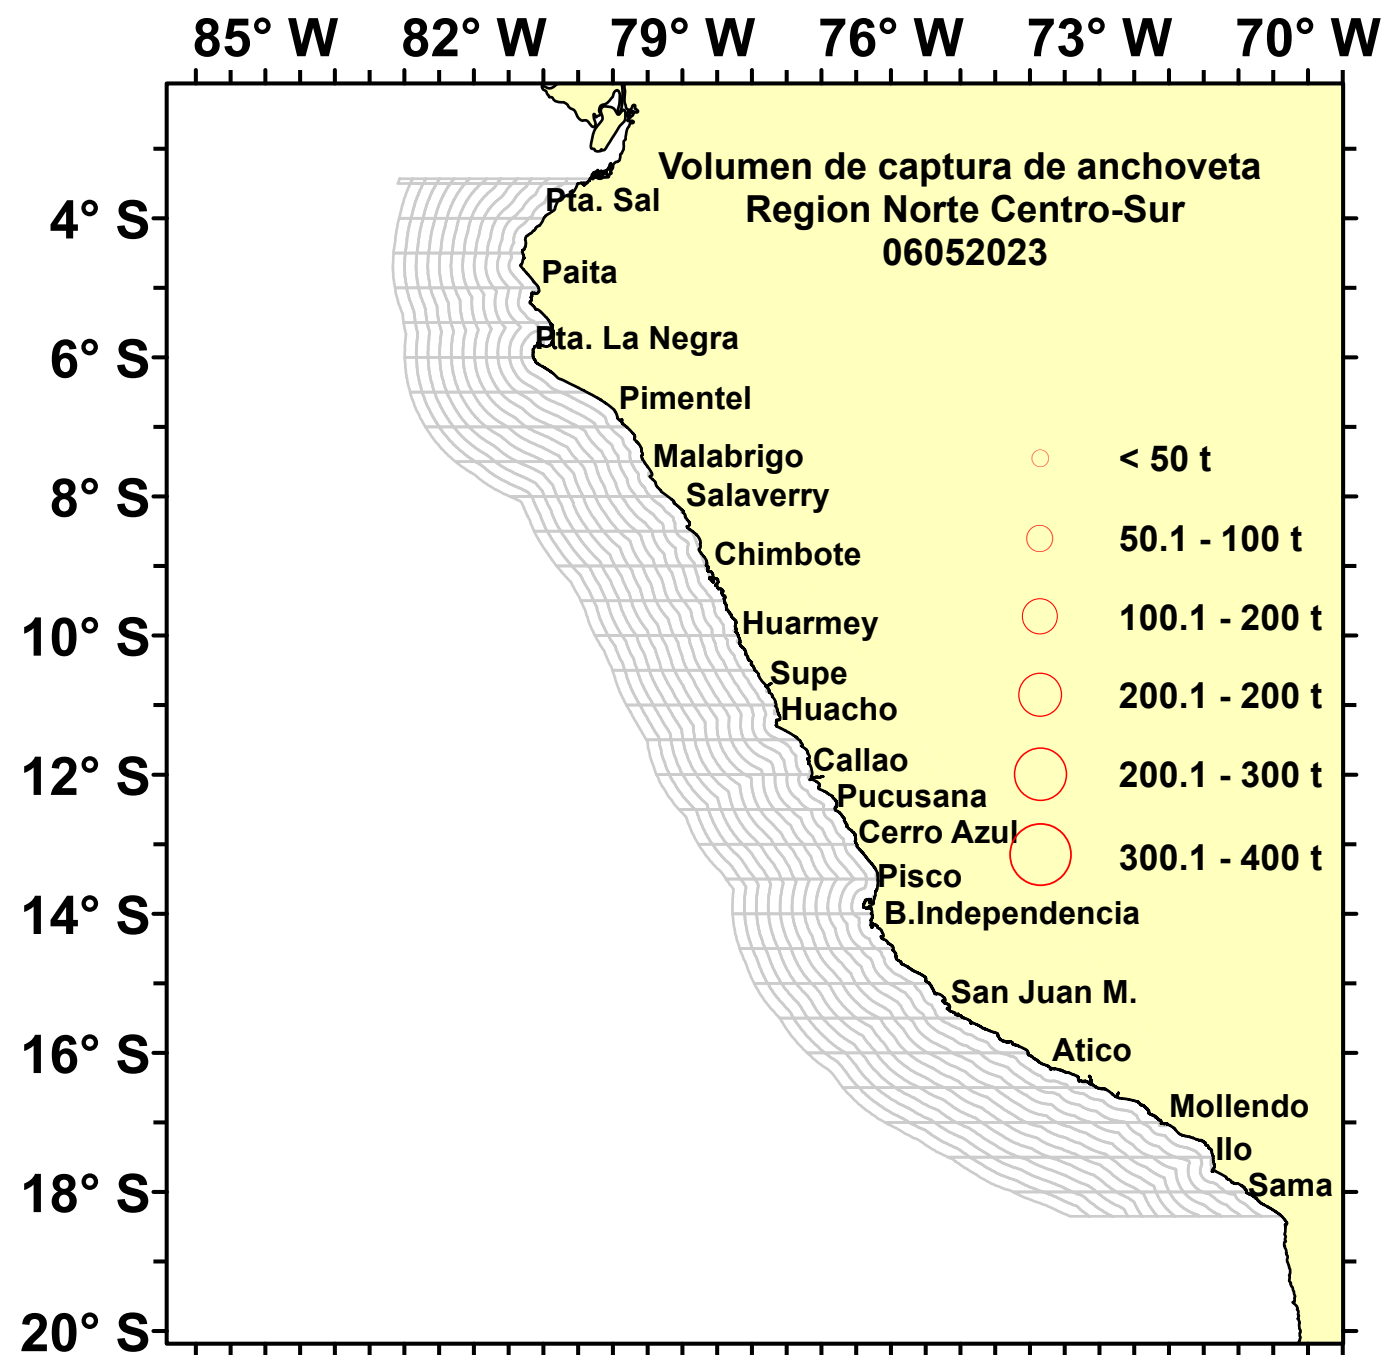 85° W 82° W 79° W 76° W 73° W 70° W
Volumen de captura de anchoveta
Region Norte Centro-Sur
06052023
4° S
6° S
8° S
10° S
12° S
14° S
16° S
18° S
20° S
Pta. Sal
Paita
Pta. La Negra
Pimentel
Malabrigo
Salaverry
Chimbote
Huarmey
Supe
Huacho
Callao
Pucusana
Cerro Azul
Pisco
B.Independencia
San Juan M.
Atico
Mollendo
Ilo
Sama
< 50 t
50.1 - 100 t
100.1 - 200 t
200.1 - 200 t
200.1 - 300 t
300.1 - 400 t